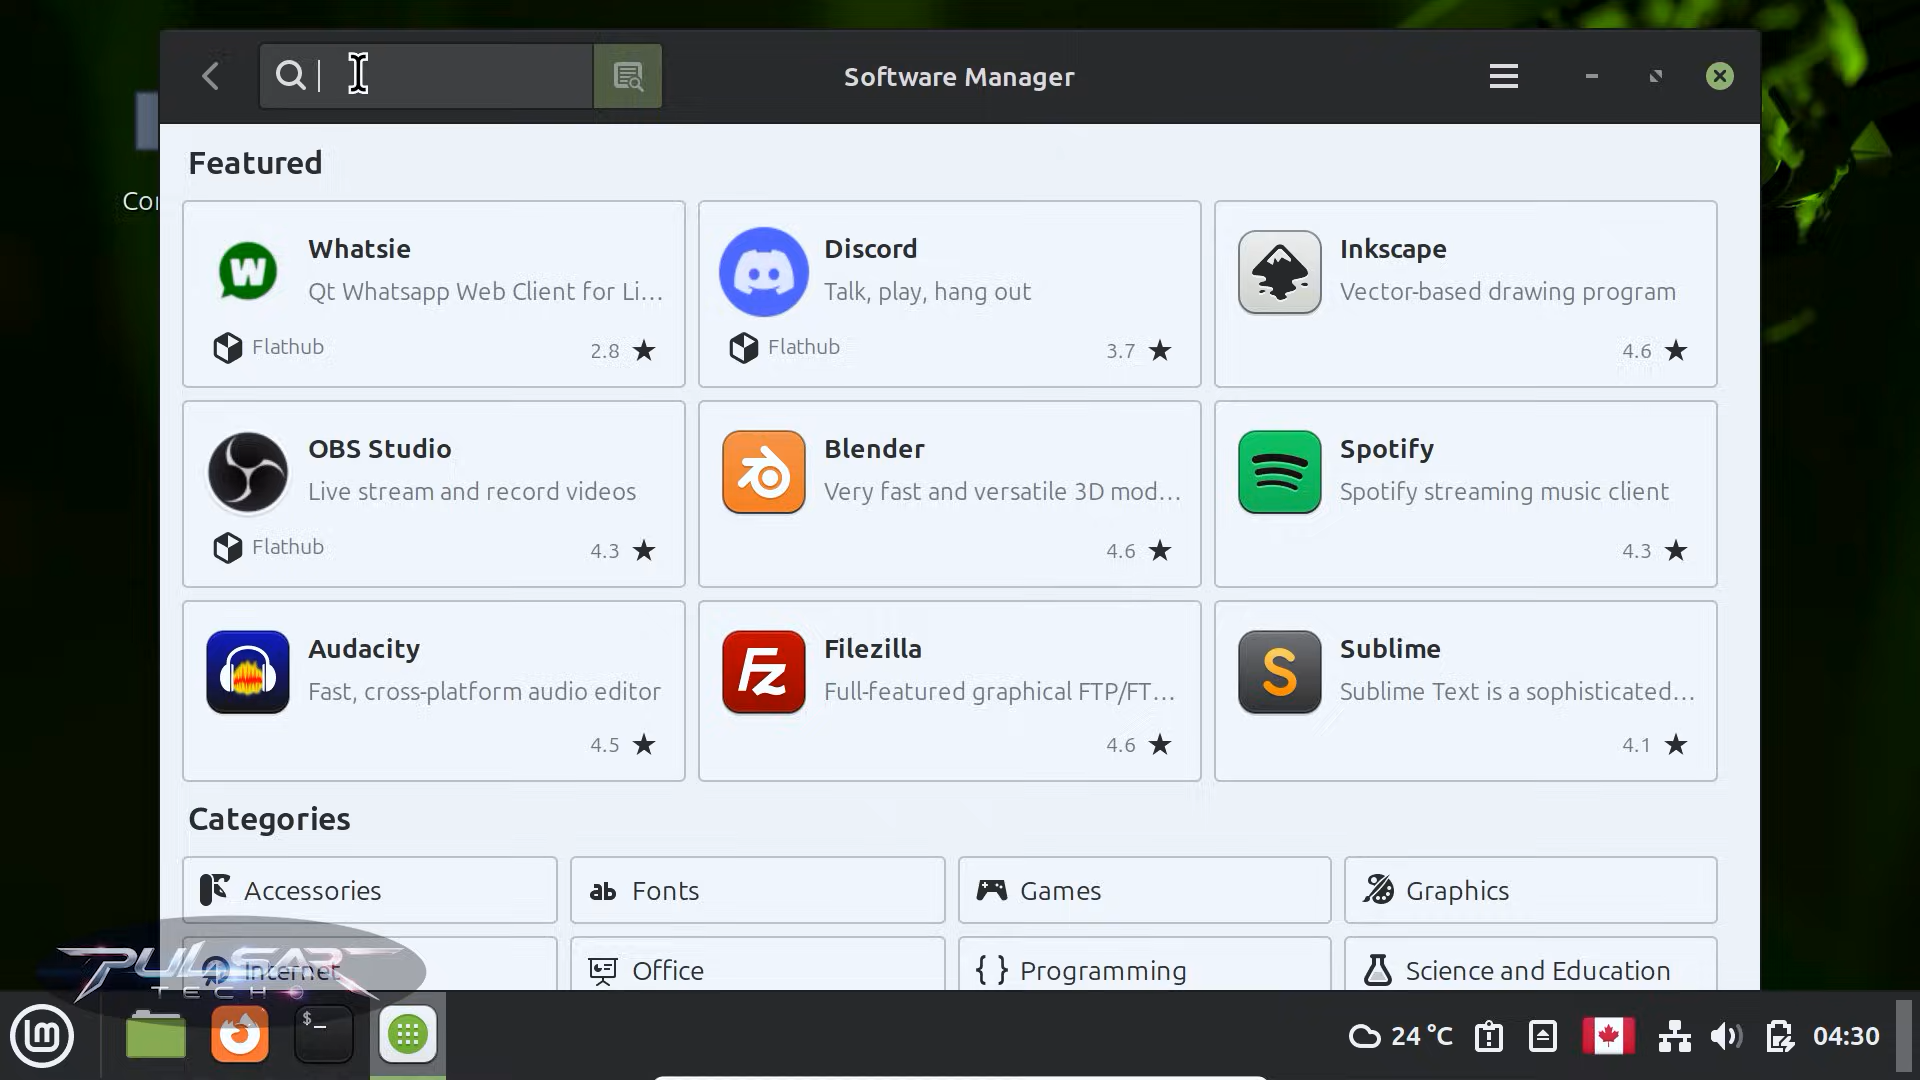 Software Manager
Co
Featured
Whatsie
Qt Whatsapp Web Client for Li...
Flathub
2.8
Discord
Talk, play, hang out
Flathub
3.7
Inkscape
Vector-based drawing program
4.6
OBS Studio
Live stream and record videos
Flathub
4.3
Blender
Very fast and versatile 3D mod...
4.6
Spotify
Spotify streaming music client
4.3
Audacity
Fast, cross-platform audio editor
4.5
Filezilla
Full-featured graphical FTP/FT...
4.6
Sublime
Sublime Text is a sophisticated...
4.1
Categories
Accessories
ab Fonts
Games
Graphics
Internet
Office
{ } Programming
Science and Education
PULSAR
TECH
$_
24 °C
04:30